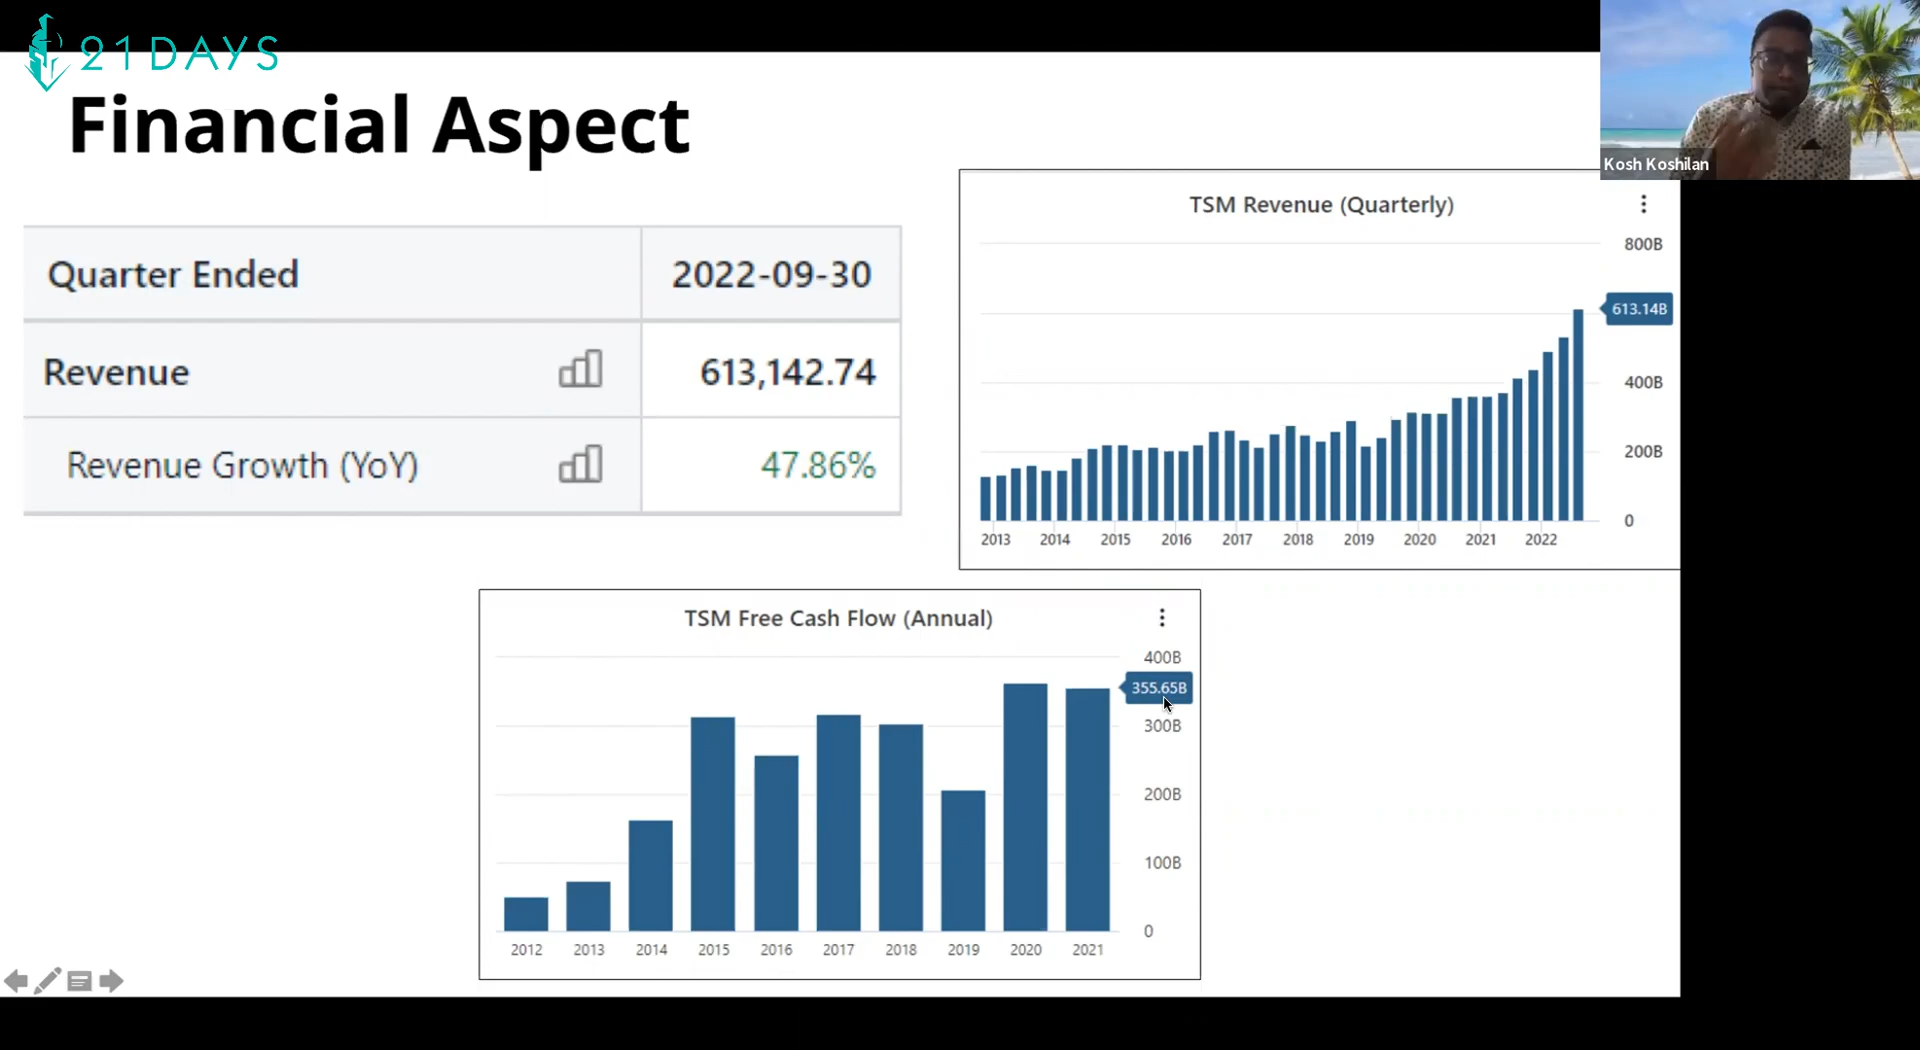 21DAYS
Financial Aspect
Kosh Koshilan
Quarter Ended 2022-09-30
Revenue 613,142.74
Revenue Growth (YoY) 47.86%
TSM Revenue (Quarterly)
800B
613.14B
400B
200B
0
2013 2014 2015 2016 2017 2018 2019 2020 2021 2022
TSM Free Cash Flow (Annual)
400B
355.65B
300B
200B
100B
0
2012 2013 2014 2015 2016 2017 2018 2019 2020 2021